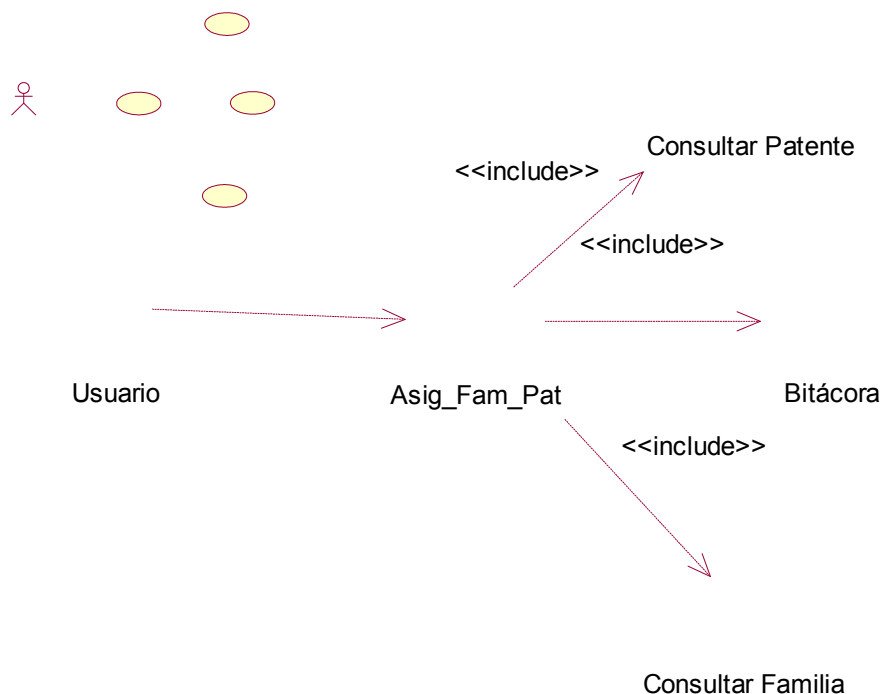 Consultar Patente
<<include>>
<<include>>
Usuario
Asig_Fam_Pat
Bitácora
<<include>>
Consultar Familia